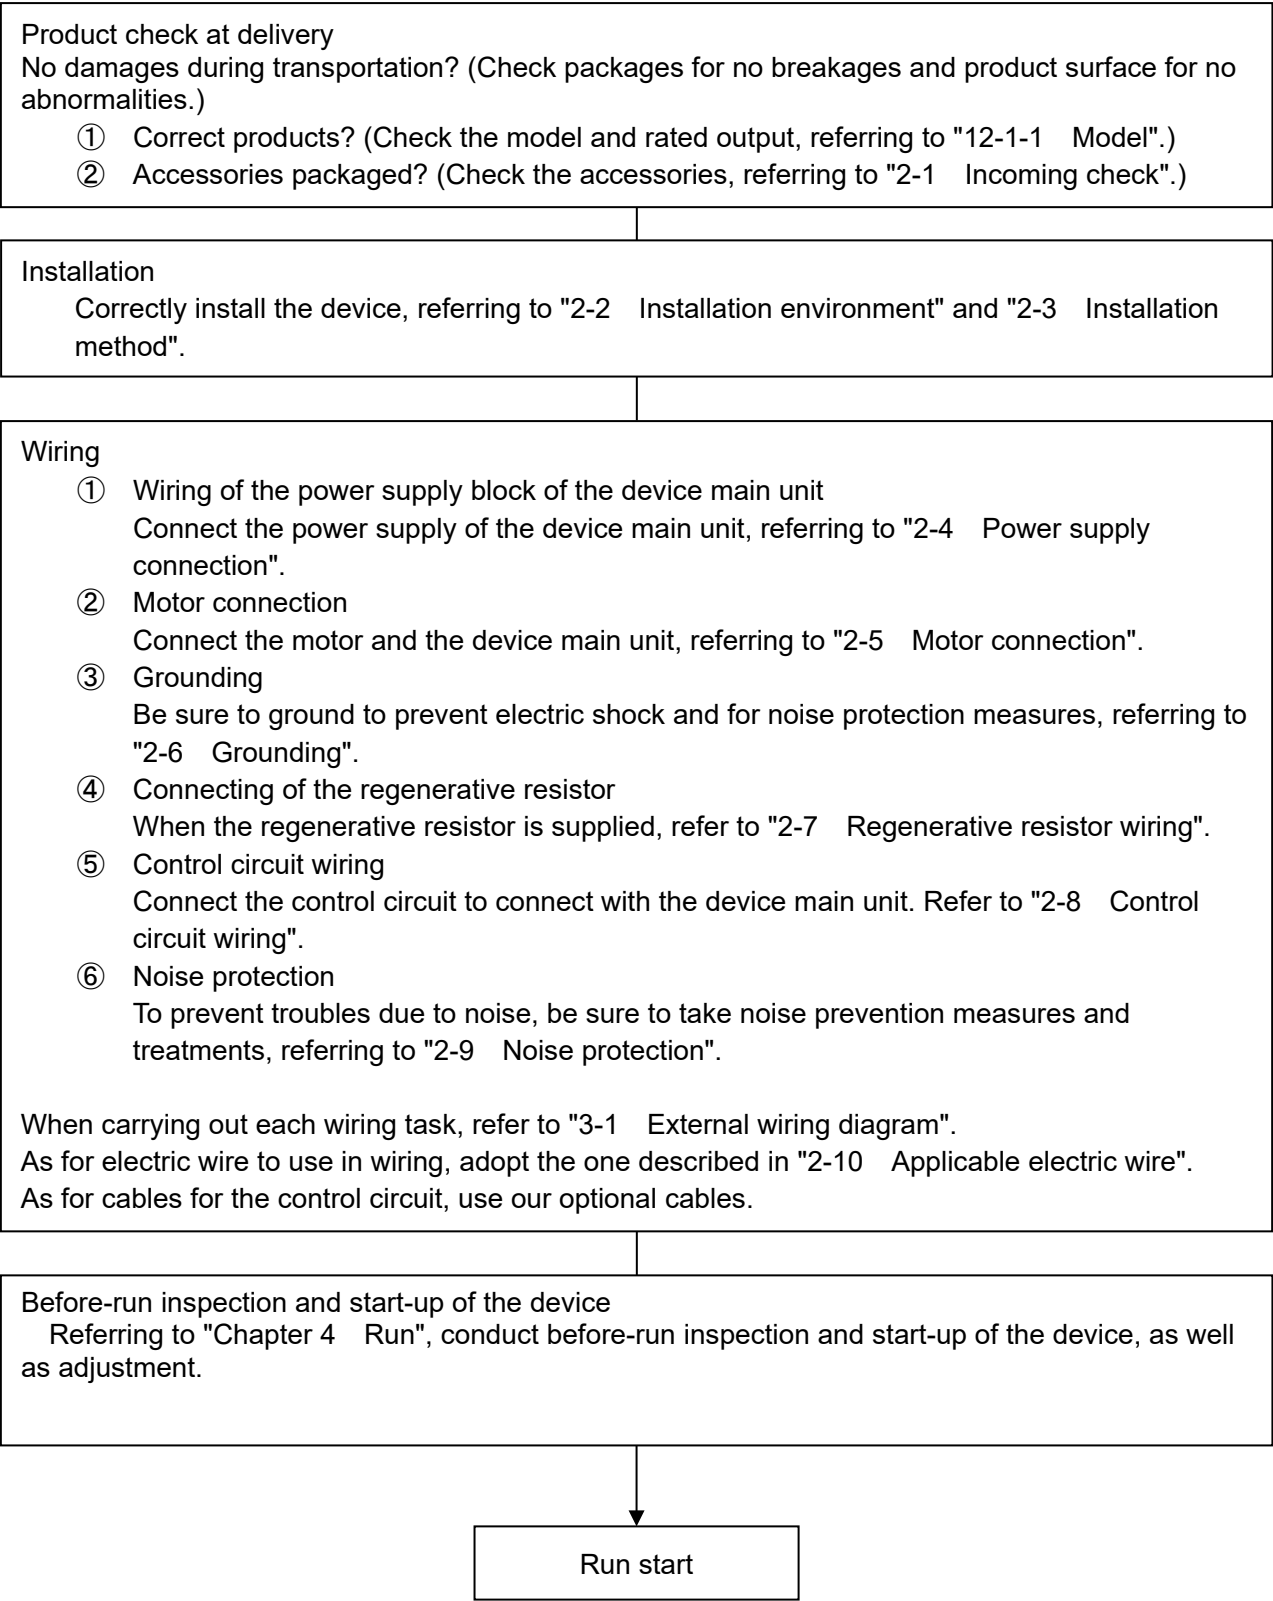 Product check at delivery
No damages during transportation? (Check packages for no breakages and product surface for no
abnormalities.)
① Correct products? (Check the model and rated output, referring to "12-1-1 Model".)
② Accessories packaged? (Check the accessories, referring to "2-1 Incoming check".)
Installation
Correctly install the device, referring to "2-2 Installation environment" and "2-3 Installation
method".
Wiring
① Wiring of the power supply block of the device main unit
Connect the power supply of the device main unit, referring to "2-4 Power supply
connection".
② Motor connection
Connect the motor and the device main unit, referring to "2-5 Motor connection".
③ Grounding
Be sure to ground to prevent electric shock and for noise protection measures, referring to
"2-6 Grounding".
④ Connecting of the regenerative resistor
When the regenerative resistor is supplied, refer to "2-7 Regenerative resistor wiring".
⑤ Control circuit wiring
Connect the control circuit to connect with the device main unit. Refer to "2-8 Control
circuit wiring".
⑥ Noise protection
To prevent troubles due to noise, be sure to take noise prevention measures and
treatments, referring to "2-9 Noise protection".
When carrying out each wiring task, refer to "3-1 External wiring diagram".
As for electric wire to use in wiring, adopt the one described in "2-10 Applicable electric wire".
As for cables for the control circuit, use our optional cables.
Before-run inspection and start-up of the device
Referring to "Chapter 4 Run", conduct before-run inspection and start-up of the device, as well
as adjustment.
Run start